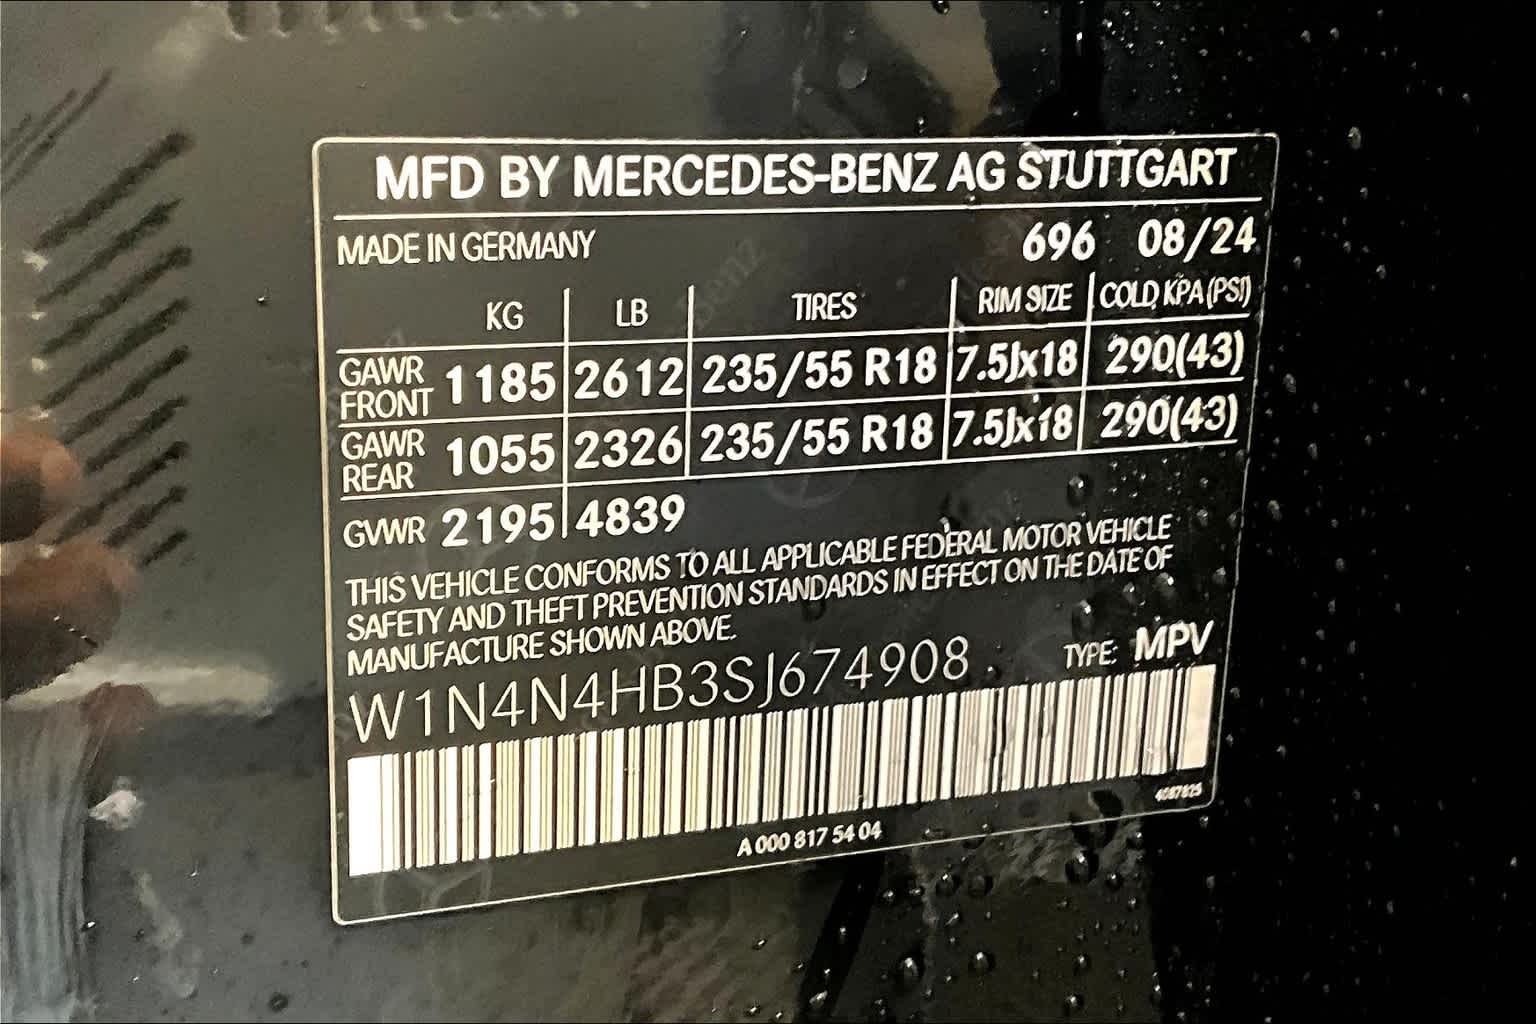 MFD BY MERCEDES-BENZ AG STUTTGART
MADE IN GERMANY 696 08/24
KG LB TIRES RIM SIZE COLD KPA (PSI)
GAWR FRONT 1185 2612 235/55 R18 7.5Jx18 290(43)
GAWR REAR 1055 2326 235/55 R18 7.5Jx18 290(43)
GVWR 2195 4839
THIS VEHICLE CONFORMS TO ALL APPLICABLE FEDERAL MOTOR VEHICLE
SAFETY AND THEFT PREVENTION STANDARDS IN EFFECT ON THE DATE OF
MANUFACTURE SHOWN ABOVE.
W1N4N4HB3SJ674908 TYPE: MPV
4087825
A 000 817 54 04